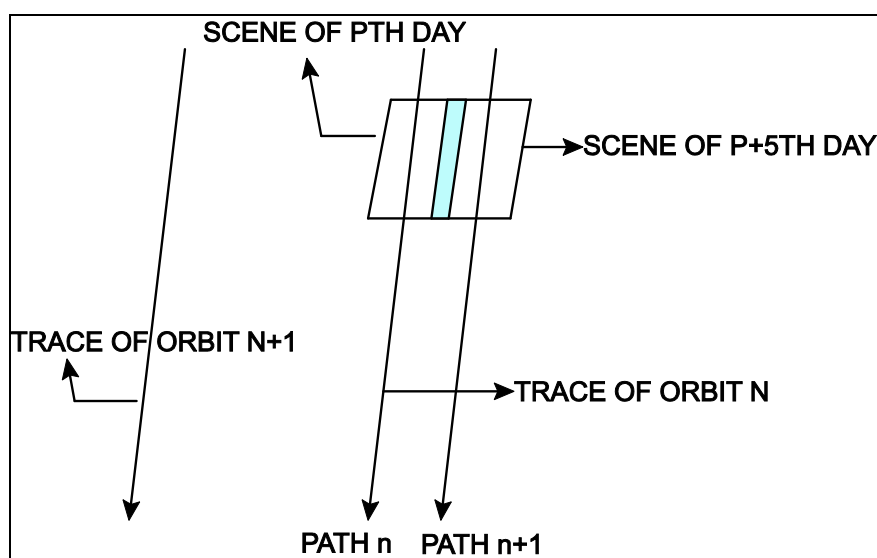 SCENE OF PTH DAY
SCENE OF P+5TH DAY
TRACE OF ORBIT N+1
TRACE OF ORBIT N
PATH n
PATH n+1